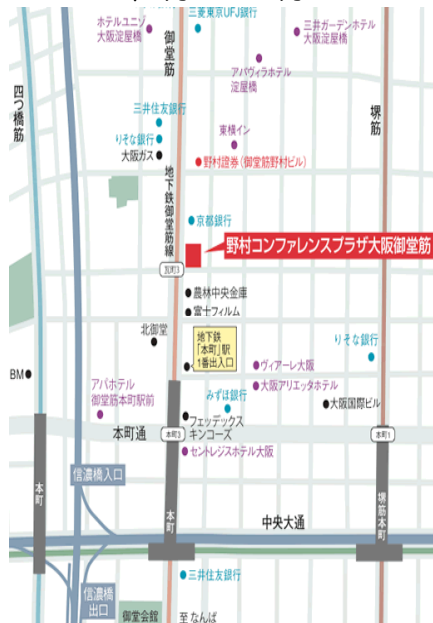 ホテルユニゾ
大阪淀屋橋
三菱東京UFJ銀行
三井ガーデンホテル
大阪淀屋橋
御堂筋
アパヴィラホテル
淀屋橋
四つ橋筋
堺筋
三井住友銀行
りそな銀行
大阪ガス
東横イン
野村證券(御堂筋野村ビル)
地下鉄御堂筋線
京都銀行
野村コンファレンスプラザ大阪御堂筋
瓦町3
農林中央金庫
富士フィルム
北御堂
地下鉄
「本町」駅
1番出入口
りそな銀行
BM
ヴィアーレ大阪
アパホテル
御堂筋本町駅前
大阪アリエッタホテル
みずほ銀行
大阪国際ビル
フェッデックス
キンコーズ
本町通
本町3
本町1
セントレジスホテル大阪
信濃橋入口
本町
本町
堺筋本町
中央大通
三井住友銀行
信濃橋
出口
御堂会館
至なんば